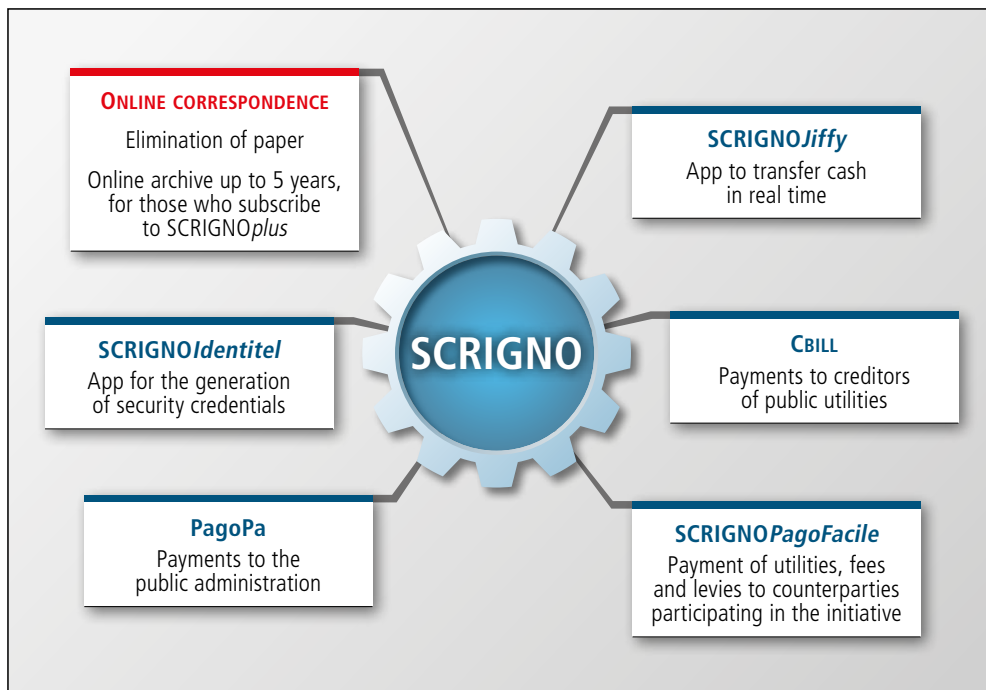 ONLINE CORRESPONDENCE
Elimination of paper
Online archive up to 5 years,
for those who subscribe
to SCRIGNOplus
SCRIGNOJiffy
App to transfer cash
in real time
SCRIGNO
SCRIGNOIdentitel
App for the generation
of security credentials
CBILL
Payments to creditors
of public utilities
PagoPa
Payments to the
public administration
SCRIGNOPagoFacile
Payment of utilities, fees
and levies to counterparties
participating in the initiative